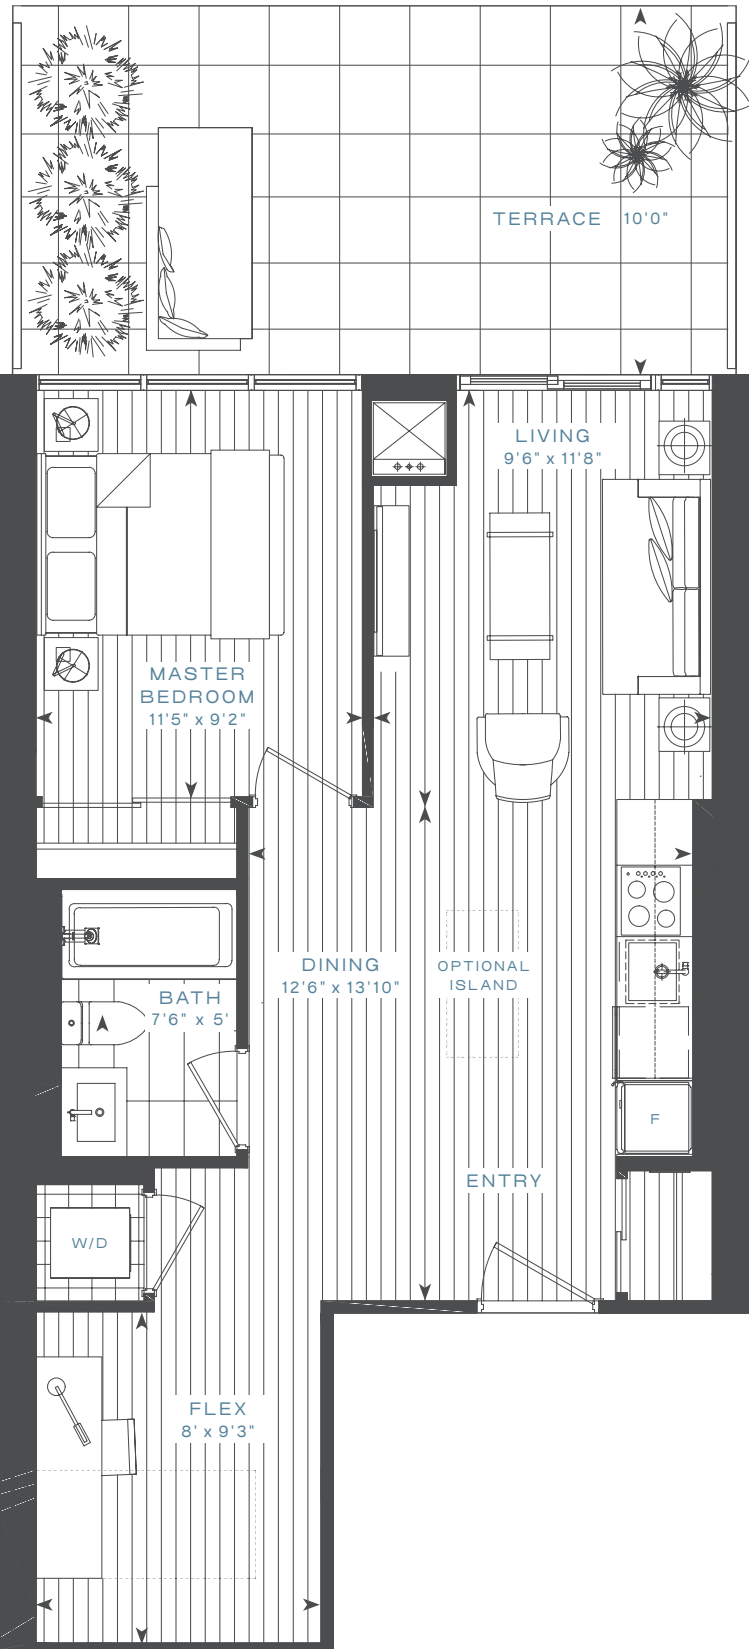 TERRACE 10'0"
LIVING
9'6" x 11'8"
MASTER
BEDROOM
11'5" x 9'2"
DINING
12'6" x 13'10"
OPTIONAL
ISLAND
BATH
7'6" x 5'
F
ENTRY
W/D
FLEX
8' x 9'3"